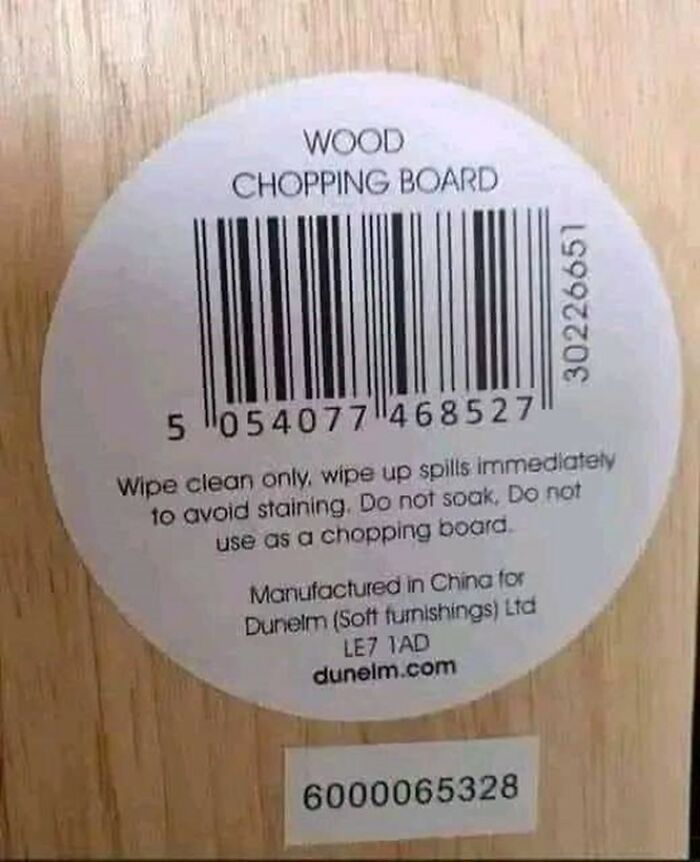 WOOD
CHOPPING BOARD
30226651
5 054077 468527
Wipe clean only, wipe up spills immediately
to avoid staining. Do not soak, Do not
use as a chopping board.
Manufactured in China for
Dunelm (Soft furnishings) Ltd
LE7 1AD
dunelm.com
6000065328